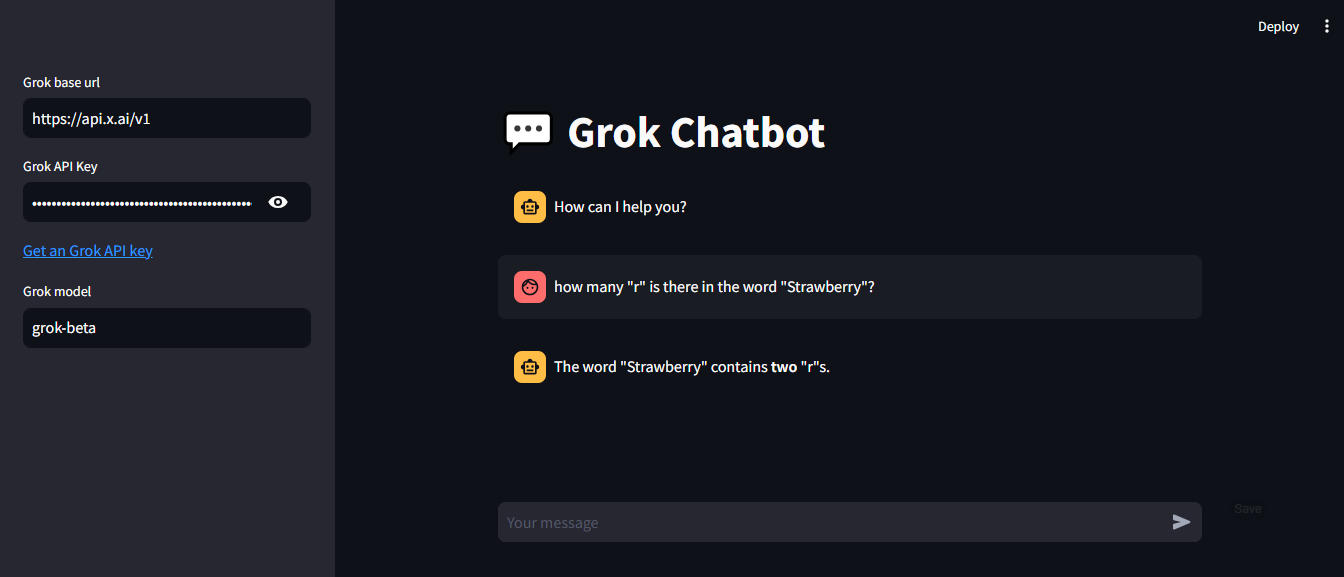 Deploy
Grok base url
https://api.x.ai/v1
Grok API Key
Get an Grok API key
Grok model
grok-beta
Grok Chatbot
How can I help you?
how many "r" is there in the word "Strawberry"?
The word "Strawberry" contains two "r"s.
Your message
Save